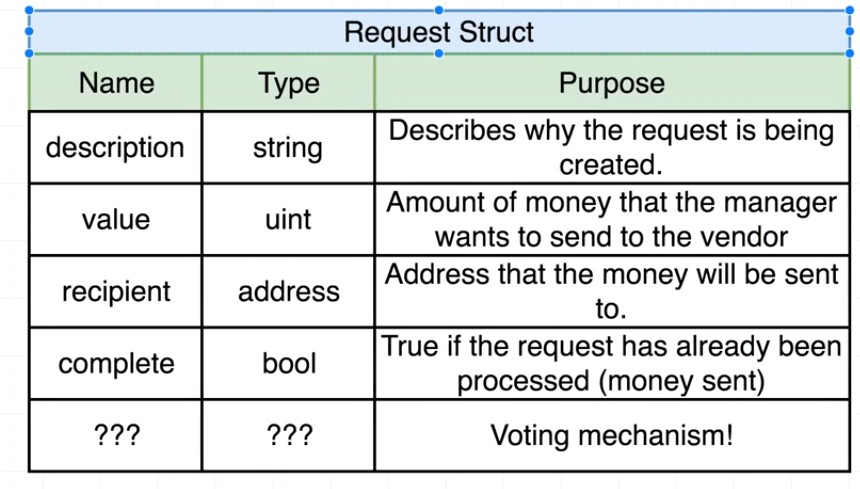 Request Struct
Name Type Purpose
description string Describes why the request is being
created.
value uint Amount of money that the manager
wants to send to the vendor
recipient address Address that the money will be sent
to.
complete bool True if the request has already been
processed (money sent)
??? ??? Voting mechanism!